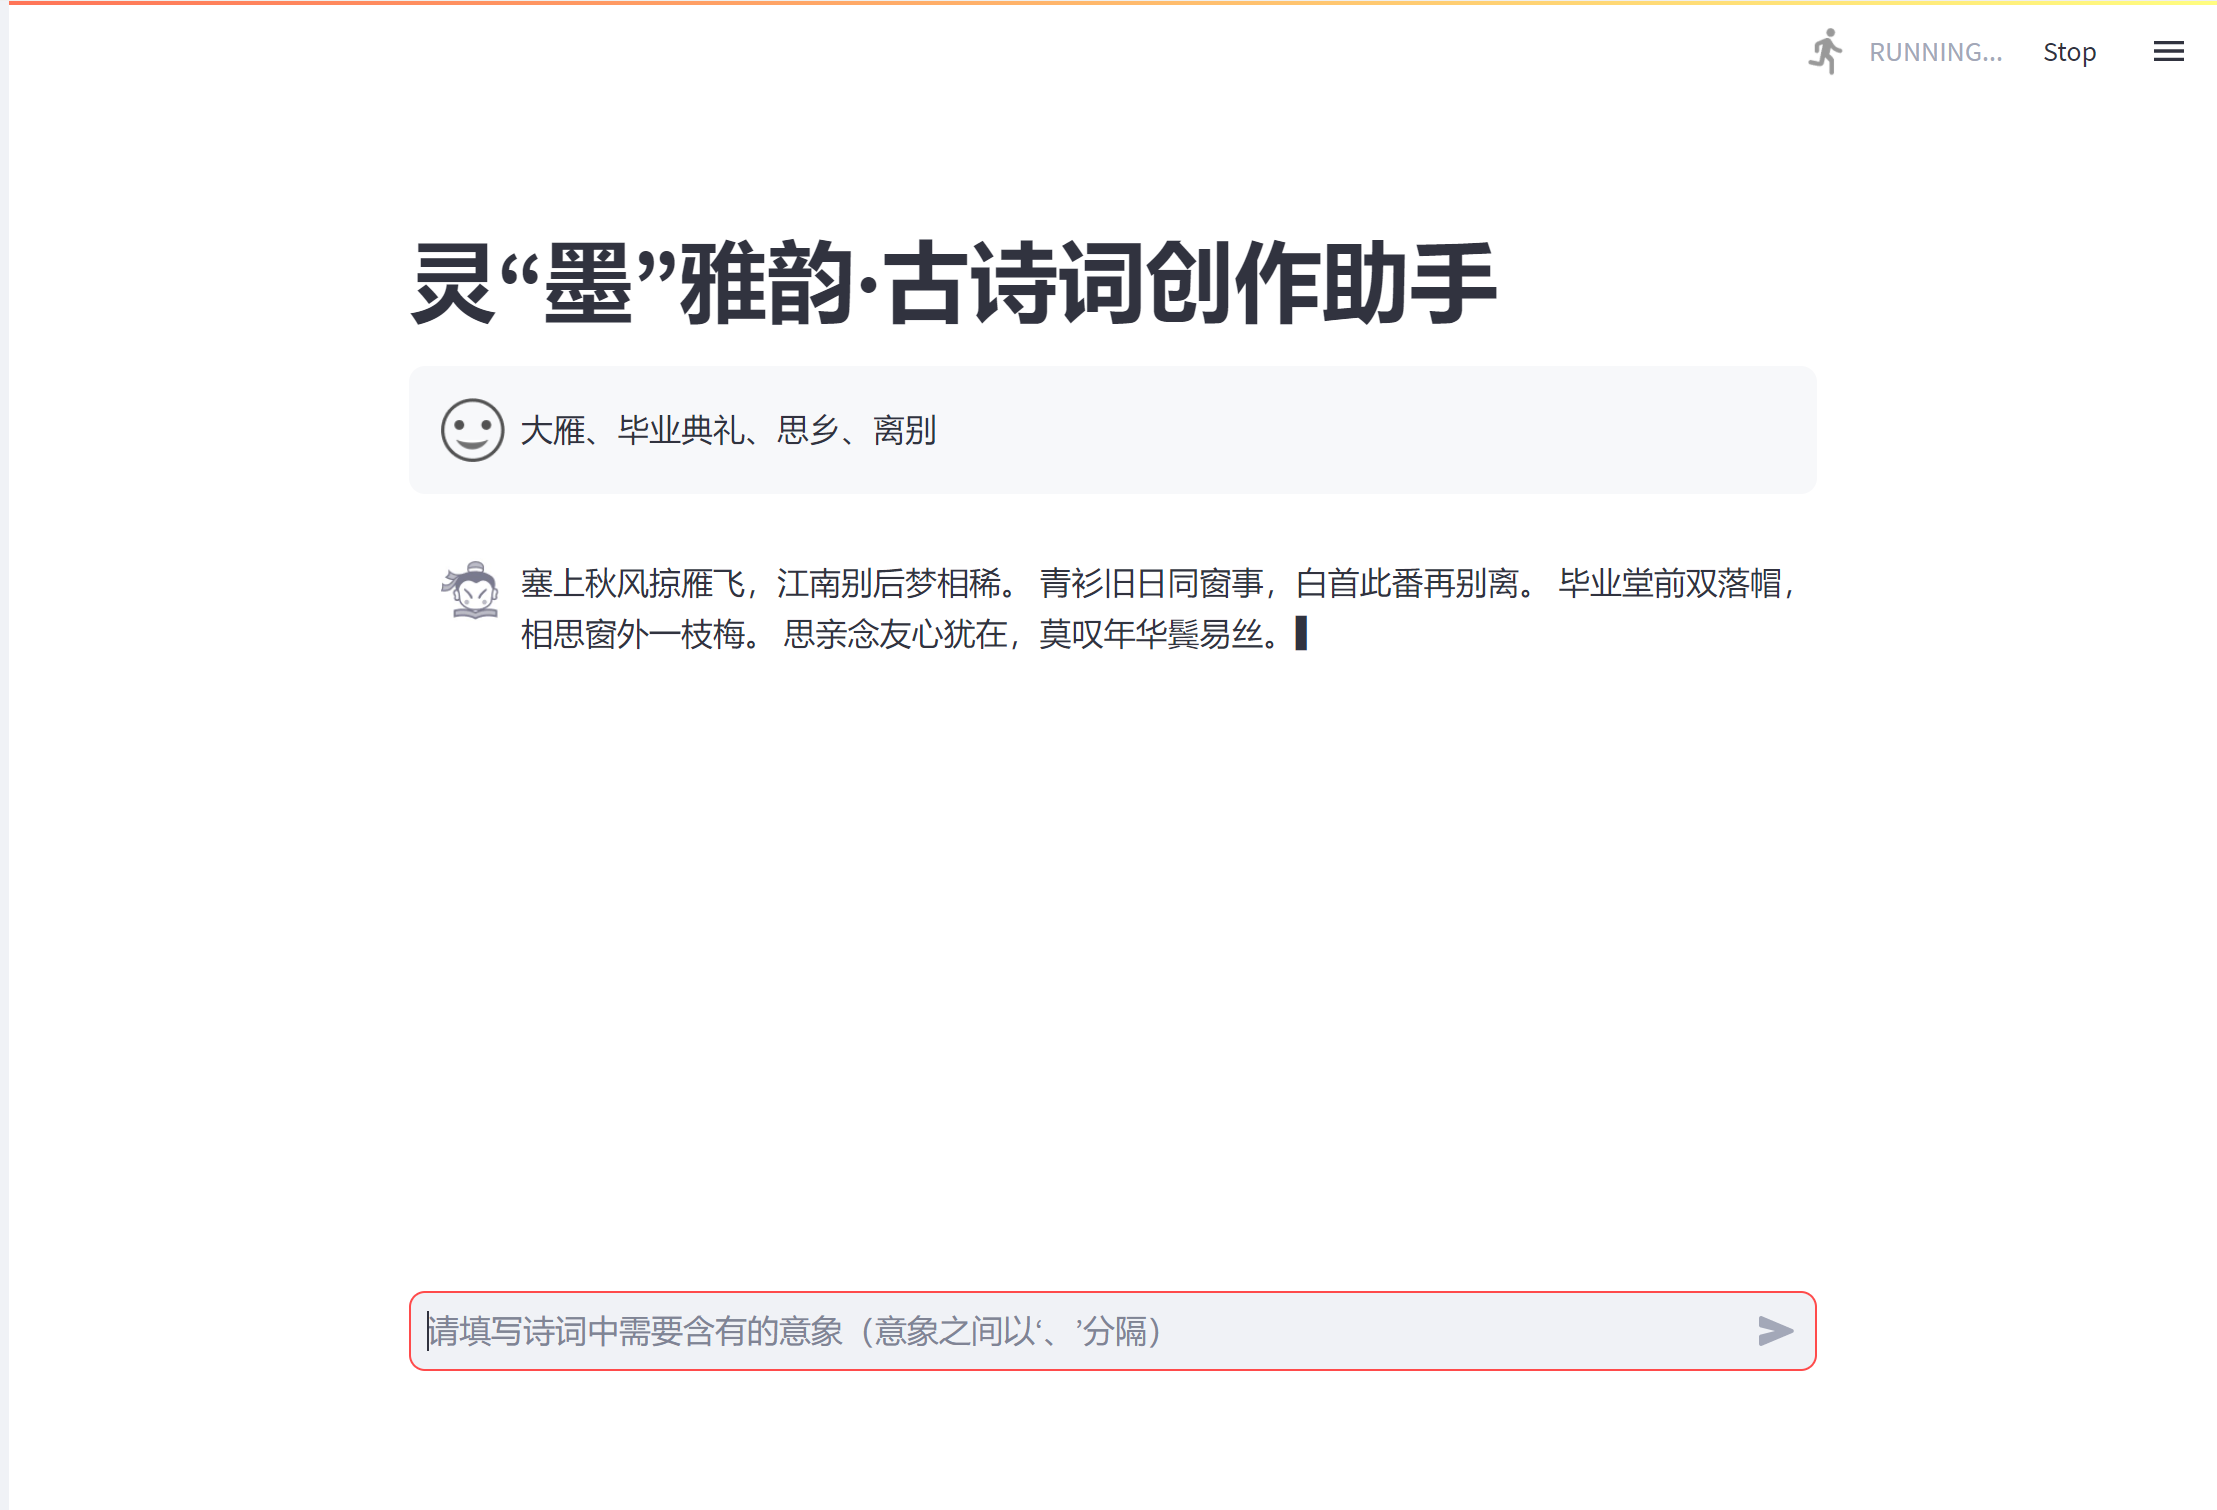 RUNNING...
Stop
灵“墨”雅韵·古诗词创作助手
大雁、毕业典礼、思乡、离别
塞上秋风掠雁飞，江南别后梦相稀。 青衫旧日同窗事，白首此番再别离。 毕业堂前双落帽，
相思窗外一枝梅。 思亲念友心犹在，莫叹年华鬓易丝。
请填写诗词中需要含有的意象（意象之间以‘、’分隔）